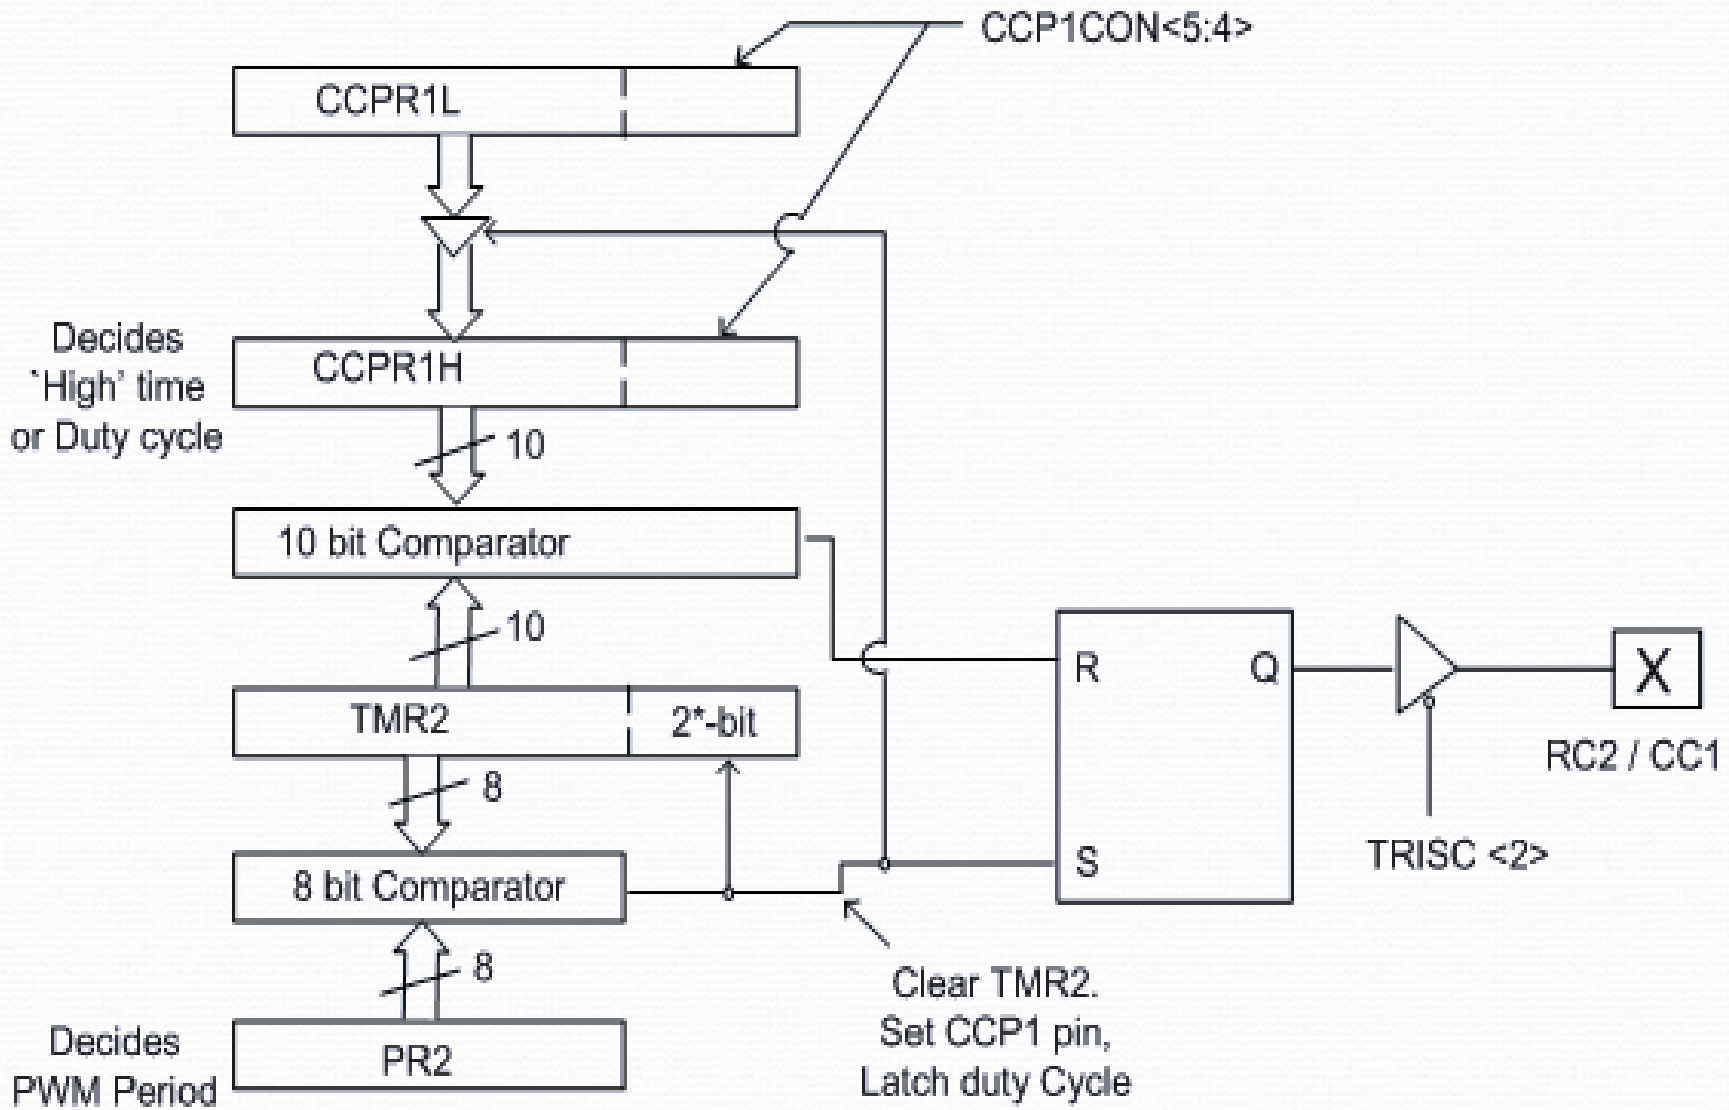 CCP1CON<5:4>
CCPR1L
Decides
`High' time
or Duty cycle
CCPR1H
10
10 bit Comparator
10
TMR2
2*-bit
8
8 bit Comparator
8
Decides
PWM Period
PR2
R
Q
S
X
RC2 / CC1
TRISC <2>
Clear TMR2.
Set CCP1 pin,
Latch duty Cycle